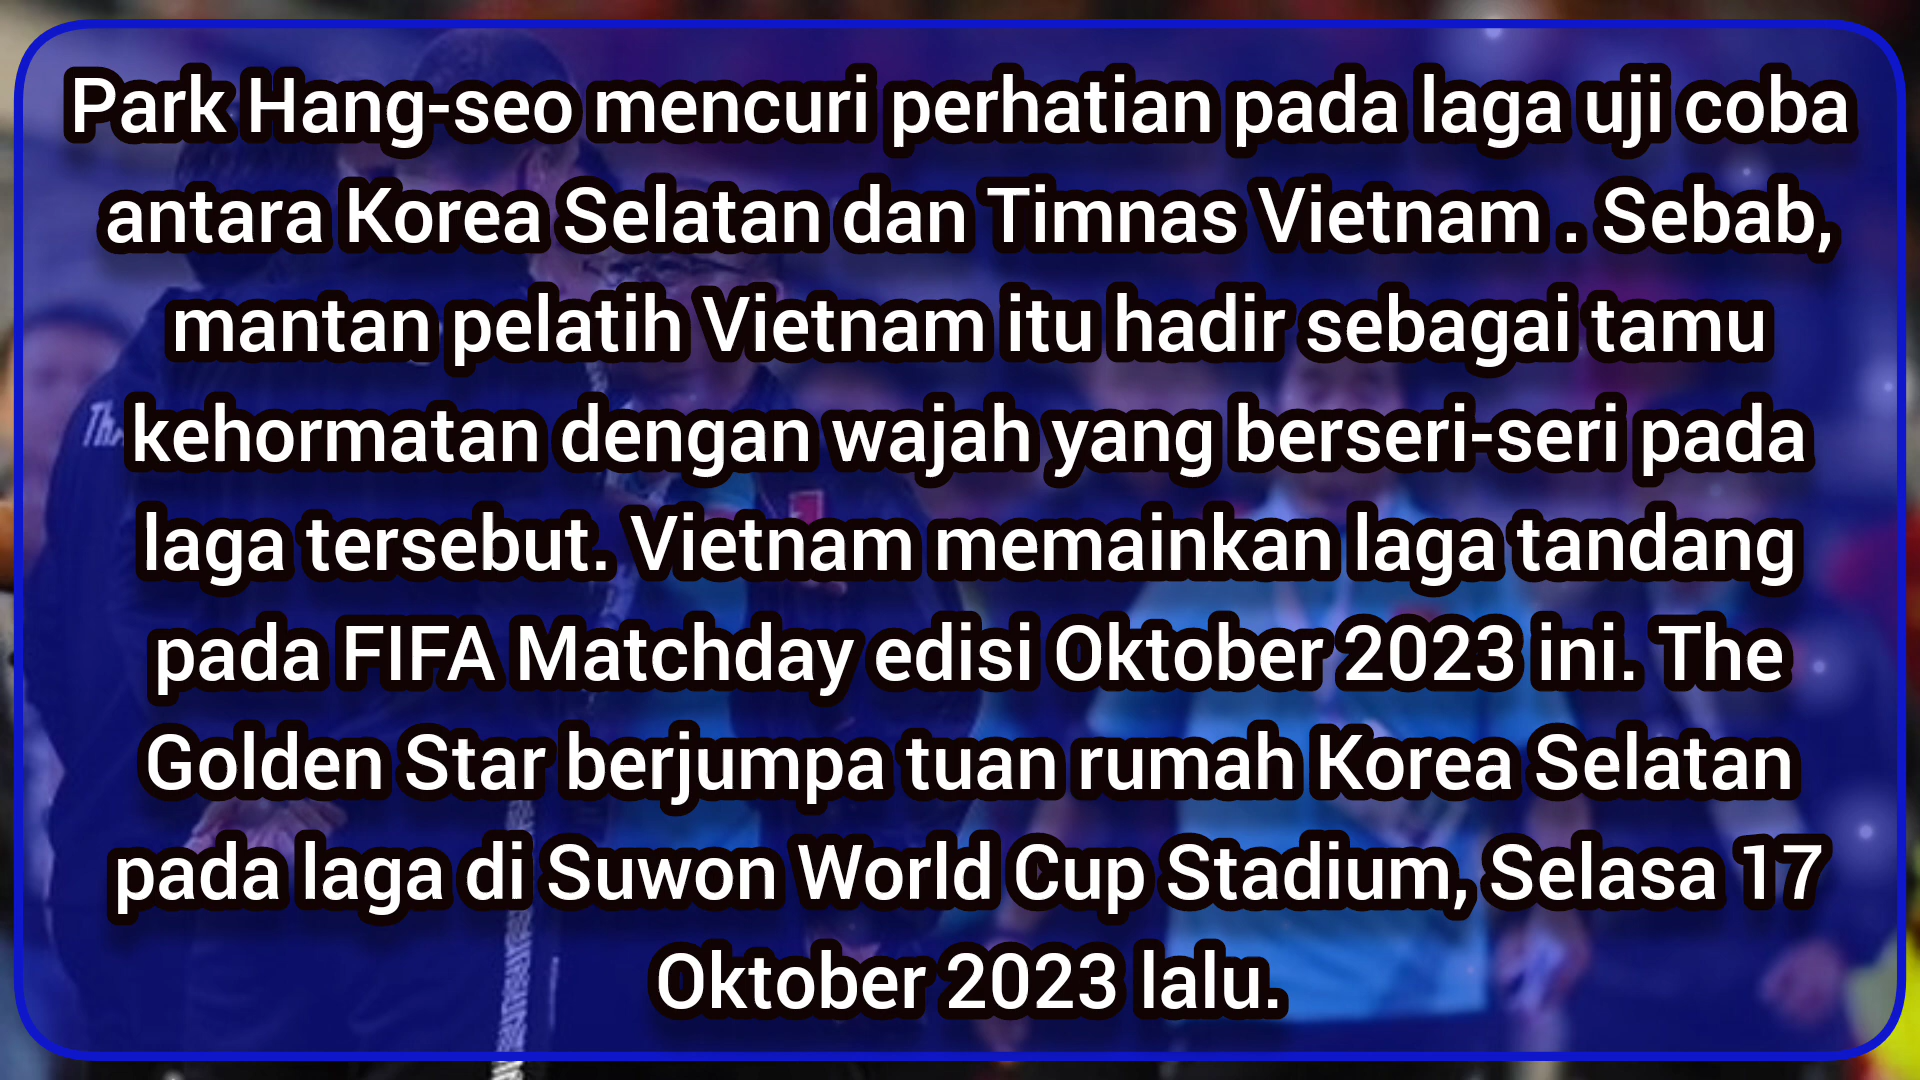 Park Hang-seo mencuri perhatian pada laga uji coba
antara Korea Selatan dan Timnas Vietnam . Sebab,
mantan pelatih Vietnam itu hadir sebagai tamu
kehormatan dengan wajah yang berseri-seri pada
laga tersebut. Vietnam memainkan laga tandang
pada FIFA Matchday edisi Oktober 2023 ini. The
Golden Star berjumpa tuan rumah Korea Selatan
pada laga di Suwon World Cup Stadium, Selasa 17
Oktober 2023 lalu.